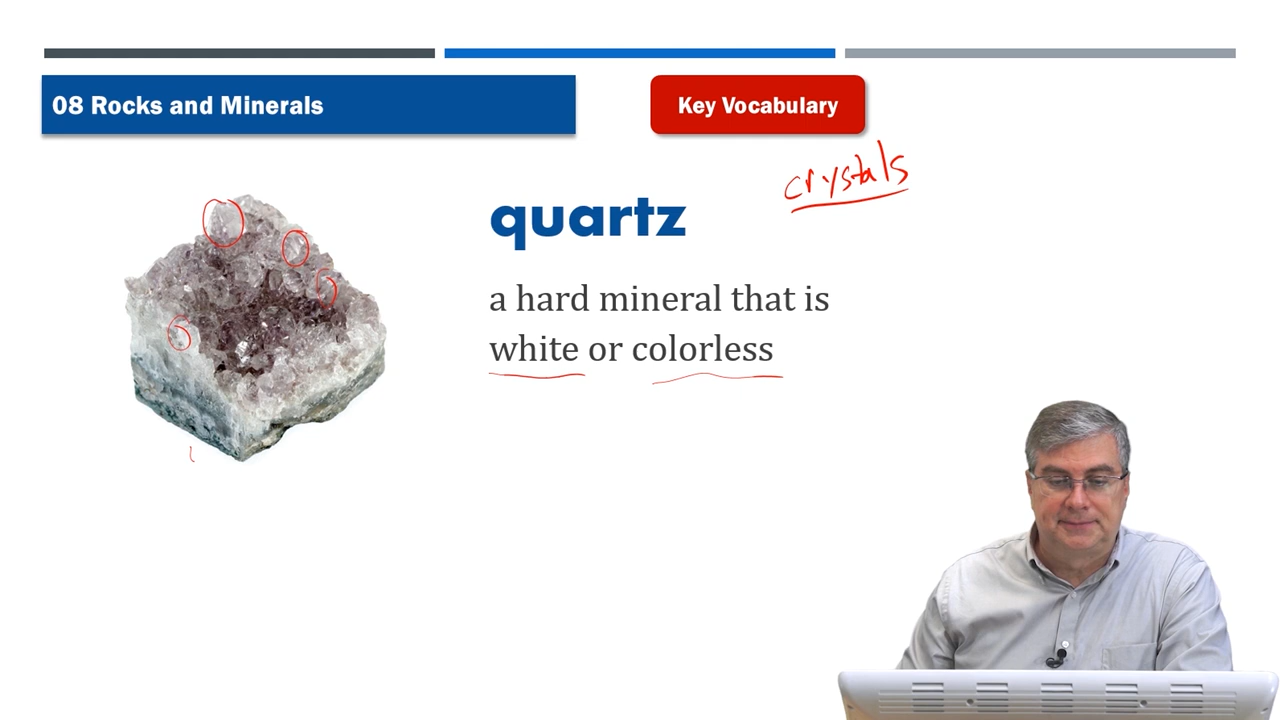 08 Rocks and Minerals
Key Vocabulary
crystals
quartz
a hard mineral that is
white or colorless